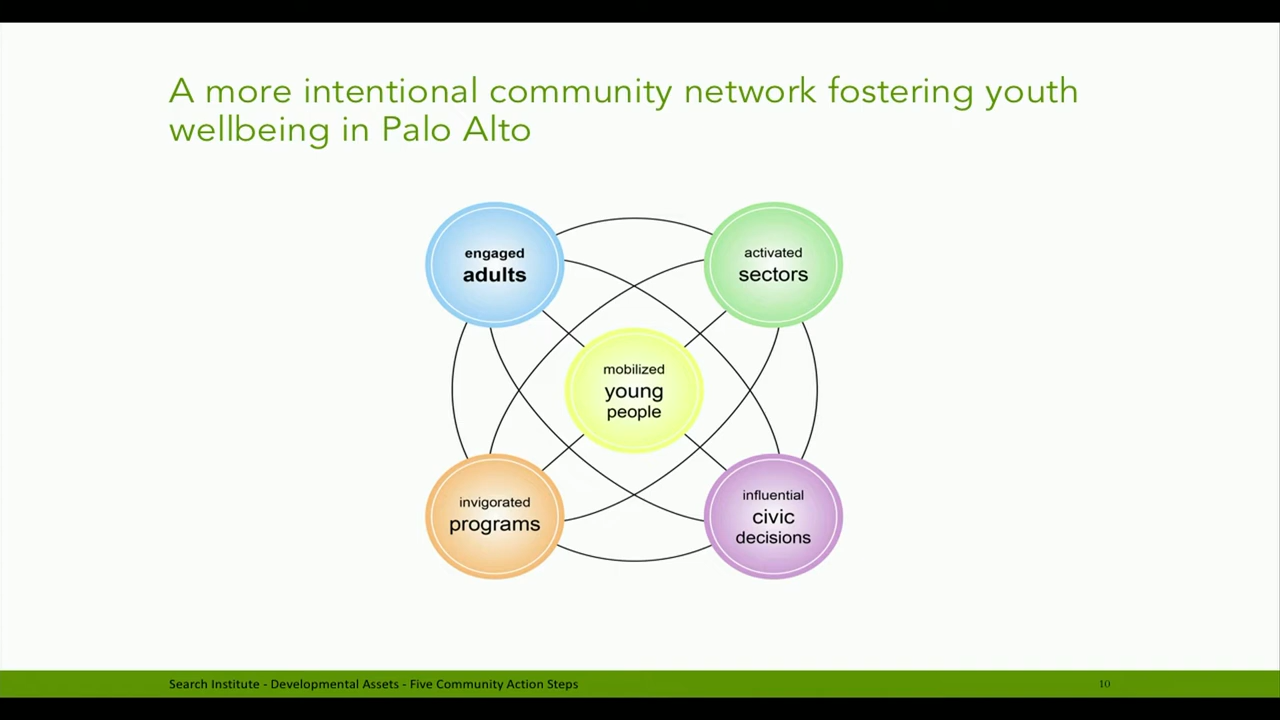 A more intentional community network fostering youth
wellbeing in Palo Alto
engaged
adults
activated
sectors
mobilized
young
people
invigorated
programs
influential
civic
decisions
Search Institute - Developmental Assets - Five Community Action Steps
10